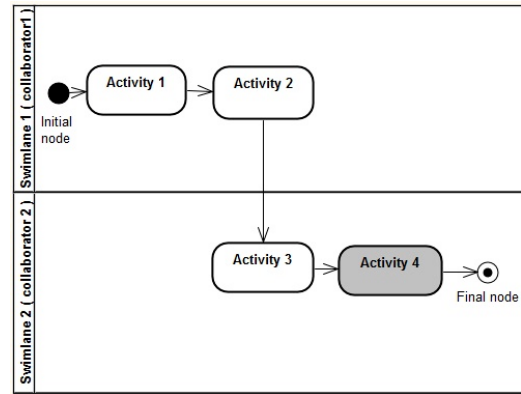 Swimlane 1 ( collaborator1 )
Activity 1
Activity 2
Initial
node
Swimlane 2 ( collaborator 2 )
Activity 3
Activity 4
Final node